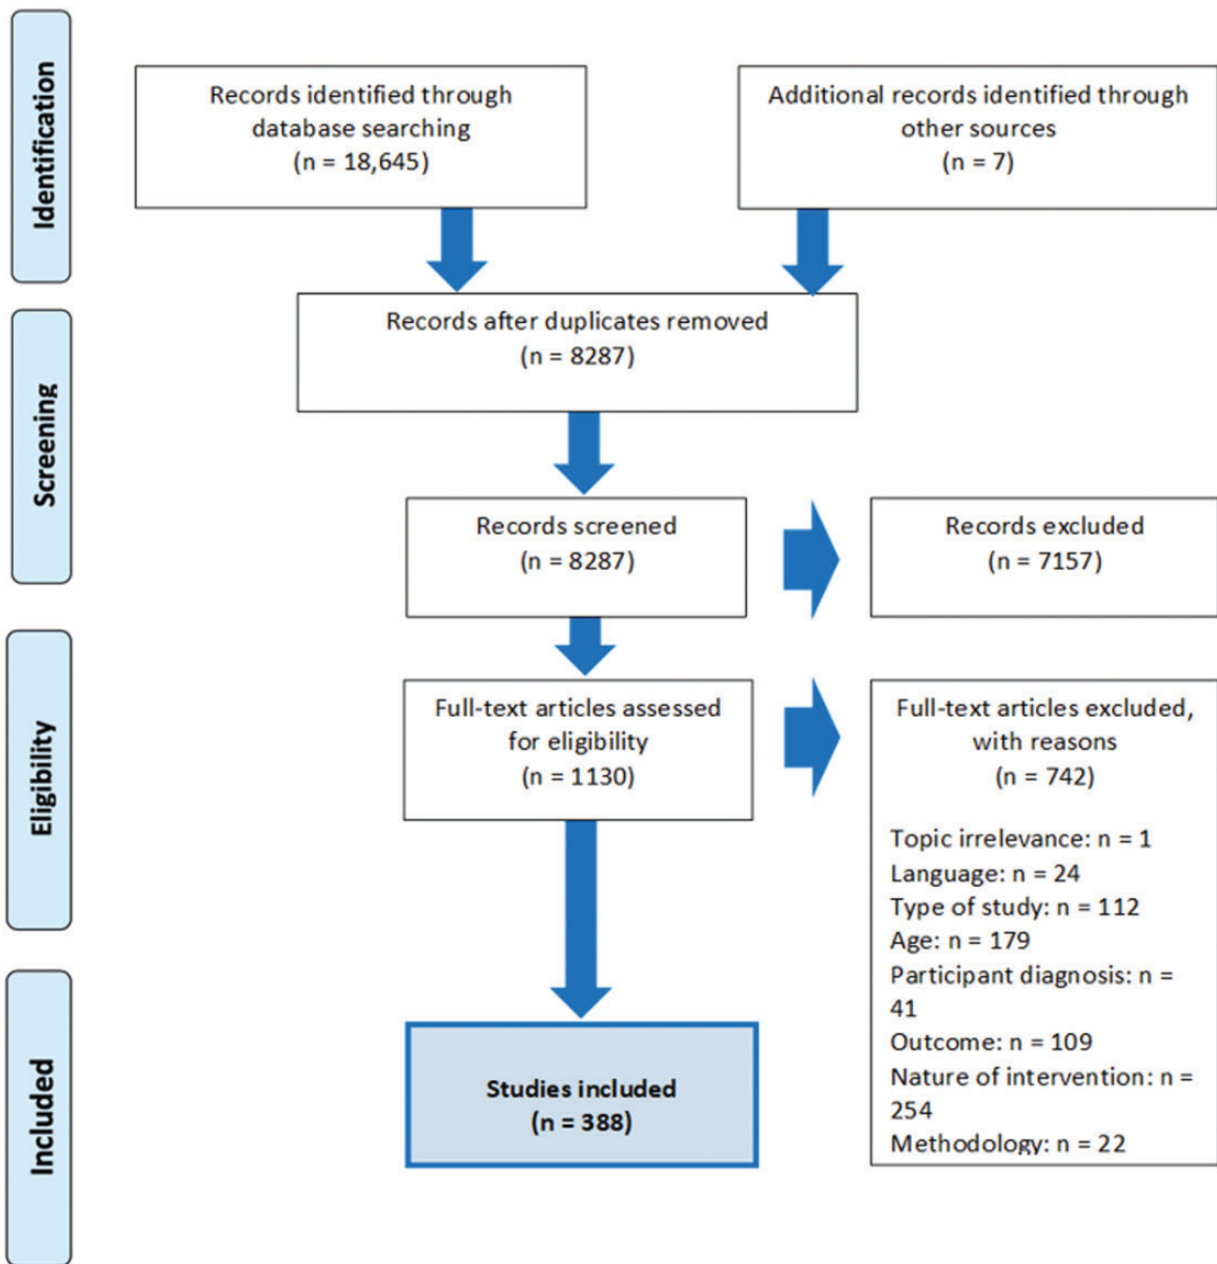 Identification
Records identified through
database searching
(n = 18,645)
Additional records identified through
other sources
(n = 7)
Screening
Records after duplicates removed
(n = 8287)
Records screened
(n = 8287)
Records excluded
(n = 7157)
Eligibility
Full-text articles assessed
for eligibility
(n = 1130)
Full-text articles excluded,
with reasons
(n = 742)
Topic irrelevance: n = 1
Language: n = 24
Type of study: n = 112
Age: n = 179
Participant diagnosis: n =
41
Outcome: n = 109
Nature of intervention: n =
254
Methodology: n = 22
Included
Studies included
(n = 388)